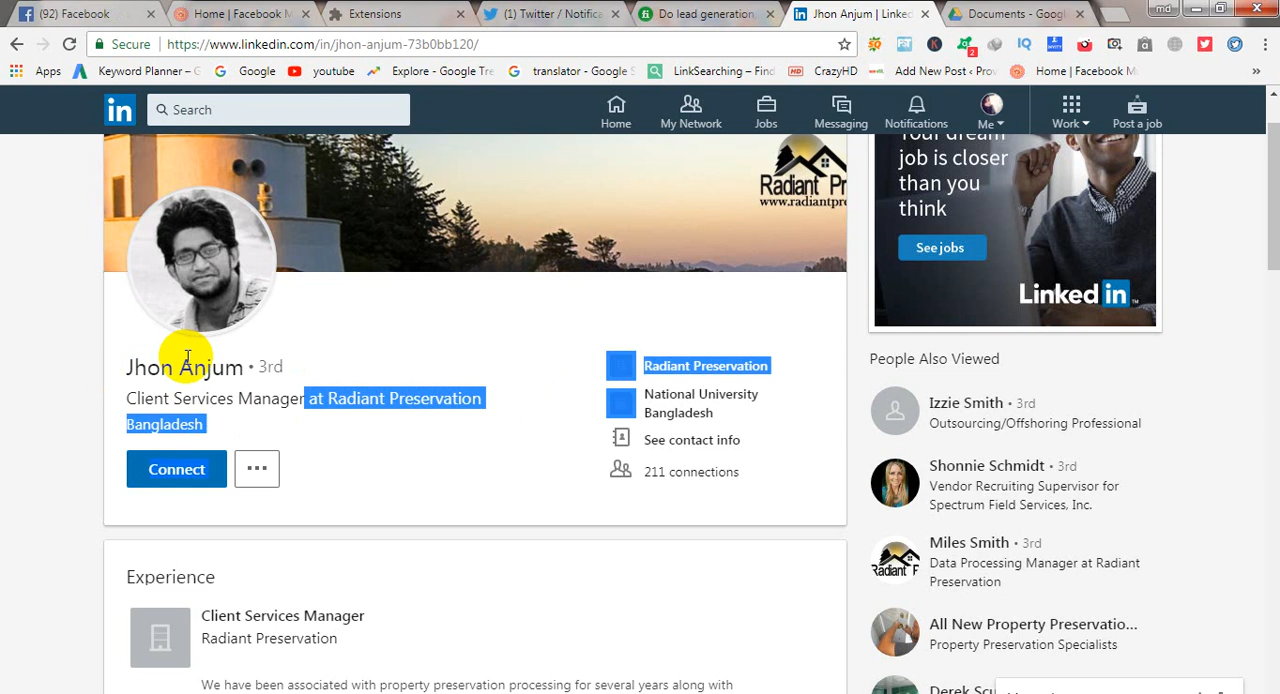 (92) Facebook
Home | Facebook M
Extensions
(1) Twitter / Notifica
Do lead generation,
Jhon Anjum | Linked
Documents - Googl
md
Secure
https://www.linkedin.com/in/jhon-anjum-73b0bb120/
Apps
Keyword Planner – G
Google
youtube
Explore - Google Tre
translator - Google S
LinkSearching – Find
CrazyHD
Add New Post ‹ Prov
Home | Facebook M
»
in
Search
Home
My Network
Jobs
Messaging
Notifications
Me
Work
Post a job
Radiant Pr
www.radiantpre
Your dream
job is closer
than you
think
See jobs
Linked in
Jhon Anjum • 3rd
Client Services Manager at Radiant Preservation
Bangladesh
Connect
•••
Radiant Preservation
National University
Bangladesh
See contact info
211 connections
People Also Viewed
Izzie Smith • 3rd
Outsourcing/Offshoring Professional
Shonnie Schmidt • 3rd
Vendor Recruiting Supervisor for
Spectrum Field Services, Inc.
Miles Smith • 3rd
Data Processing Manager at Radiant
Preservation
All New Property Preservatio...
Property Preservation Specialists
Experience
Client Services Manager
Radiant Preservation
We have been associated with property preservation processing for several years along with